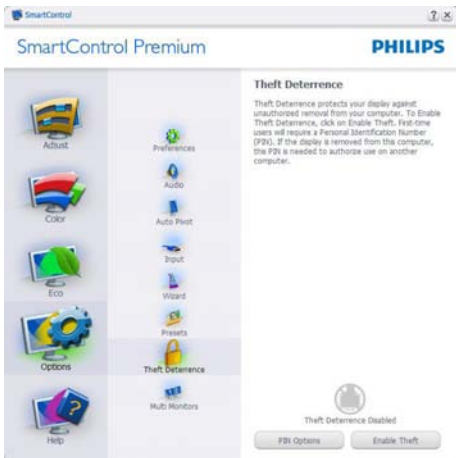 SmartControl
SmartControl Premium
PHILIPS
Adjust
Color
Eco
Options
Help
Preferences
Audio
Auto Pivot
Input
Wizard
Presets
Theft Deterrence
Multi Monitors
Theft Deterrence
Theft Deterrence protects your display against
unauthorized removal from your computer. To Enable
Theft Deterrence, click on Enable Theft. First-time
users will require a Personal Identification Number
(PIN). If the display is removed from this computer,
this PIN is needed to authorize use on another
computer.
Theft Deterrence Disabled
PIN Options
Enable Theft